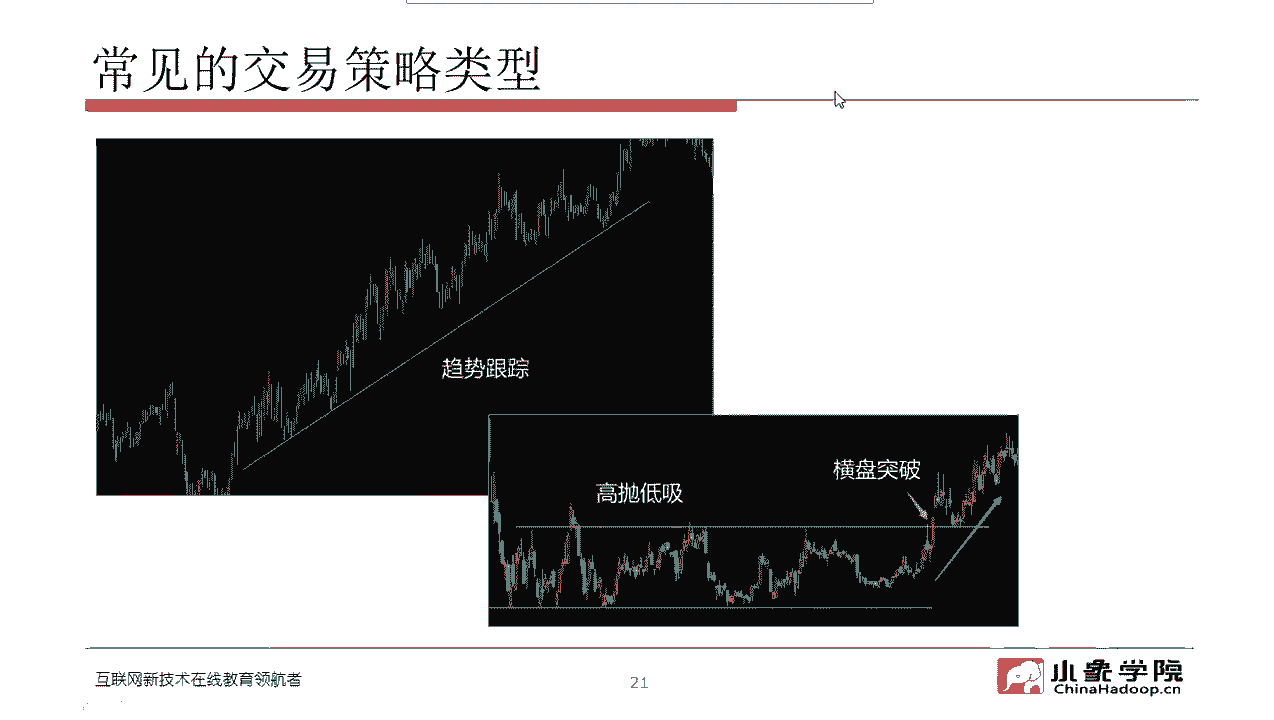 常见的交易策略类型
趋势跟踪
横盘突破
高抛低吸
互联网新技术在线教育领航者
21
小象学院
ChinaHadoop.cn